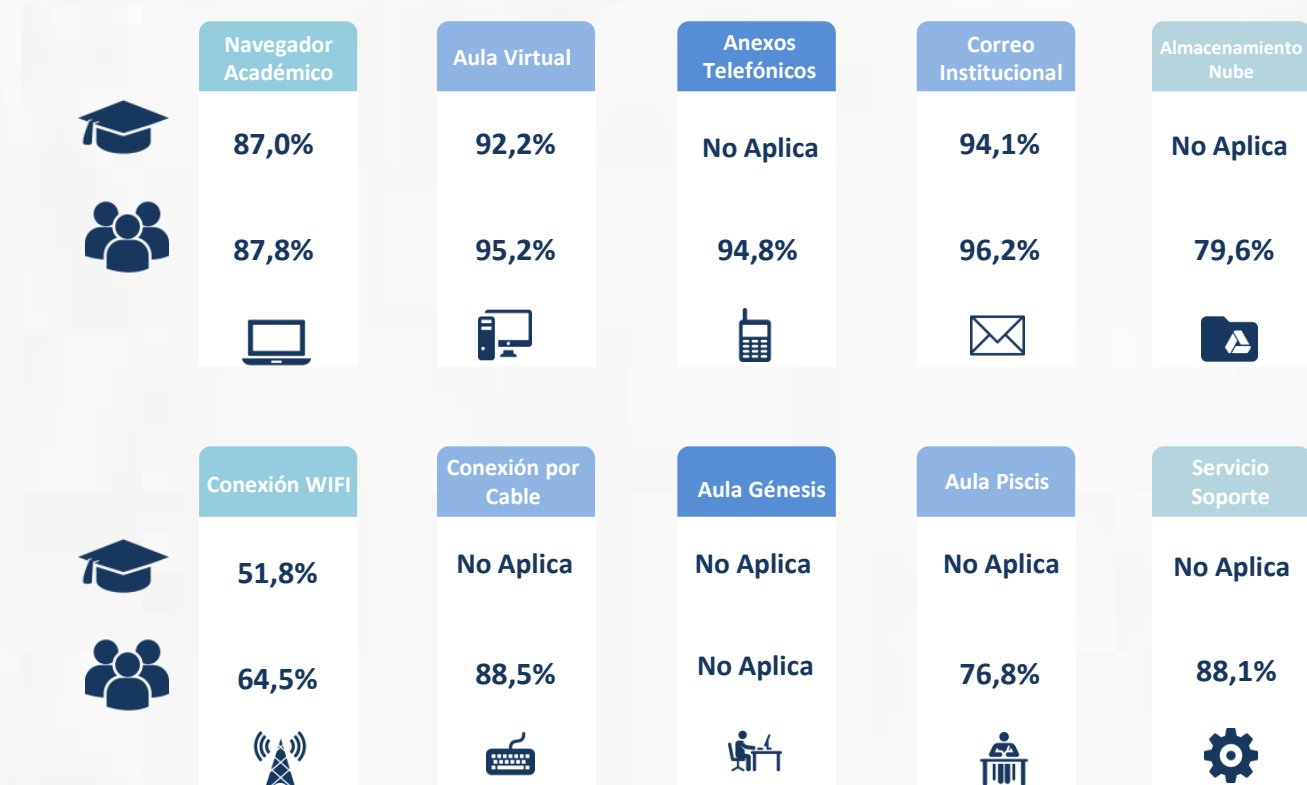 Navegador
Académico
Aula Virtual
Anexos
Telefónicos
Correo
Institucional
Almacenamiento
Nube
87,0%
92,2%
No Aplica
94,1%
No Aplica
87,8%
95,2%
94,8%
96,2%
79,6%
Conexión WIFI
Conexión por
Cable
Aula Génesis
Aula Piscis
Servicio
Soporte
51,8%
No Aplica
No Aplica
No Aplica
No Aplica
64,5%
88,5%
No Aplica
76,8%
88,1%